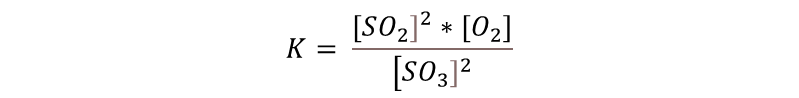 K = [SO₂]² * [O₂] / [SO₃]²